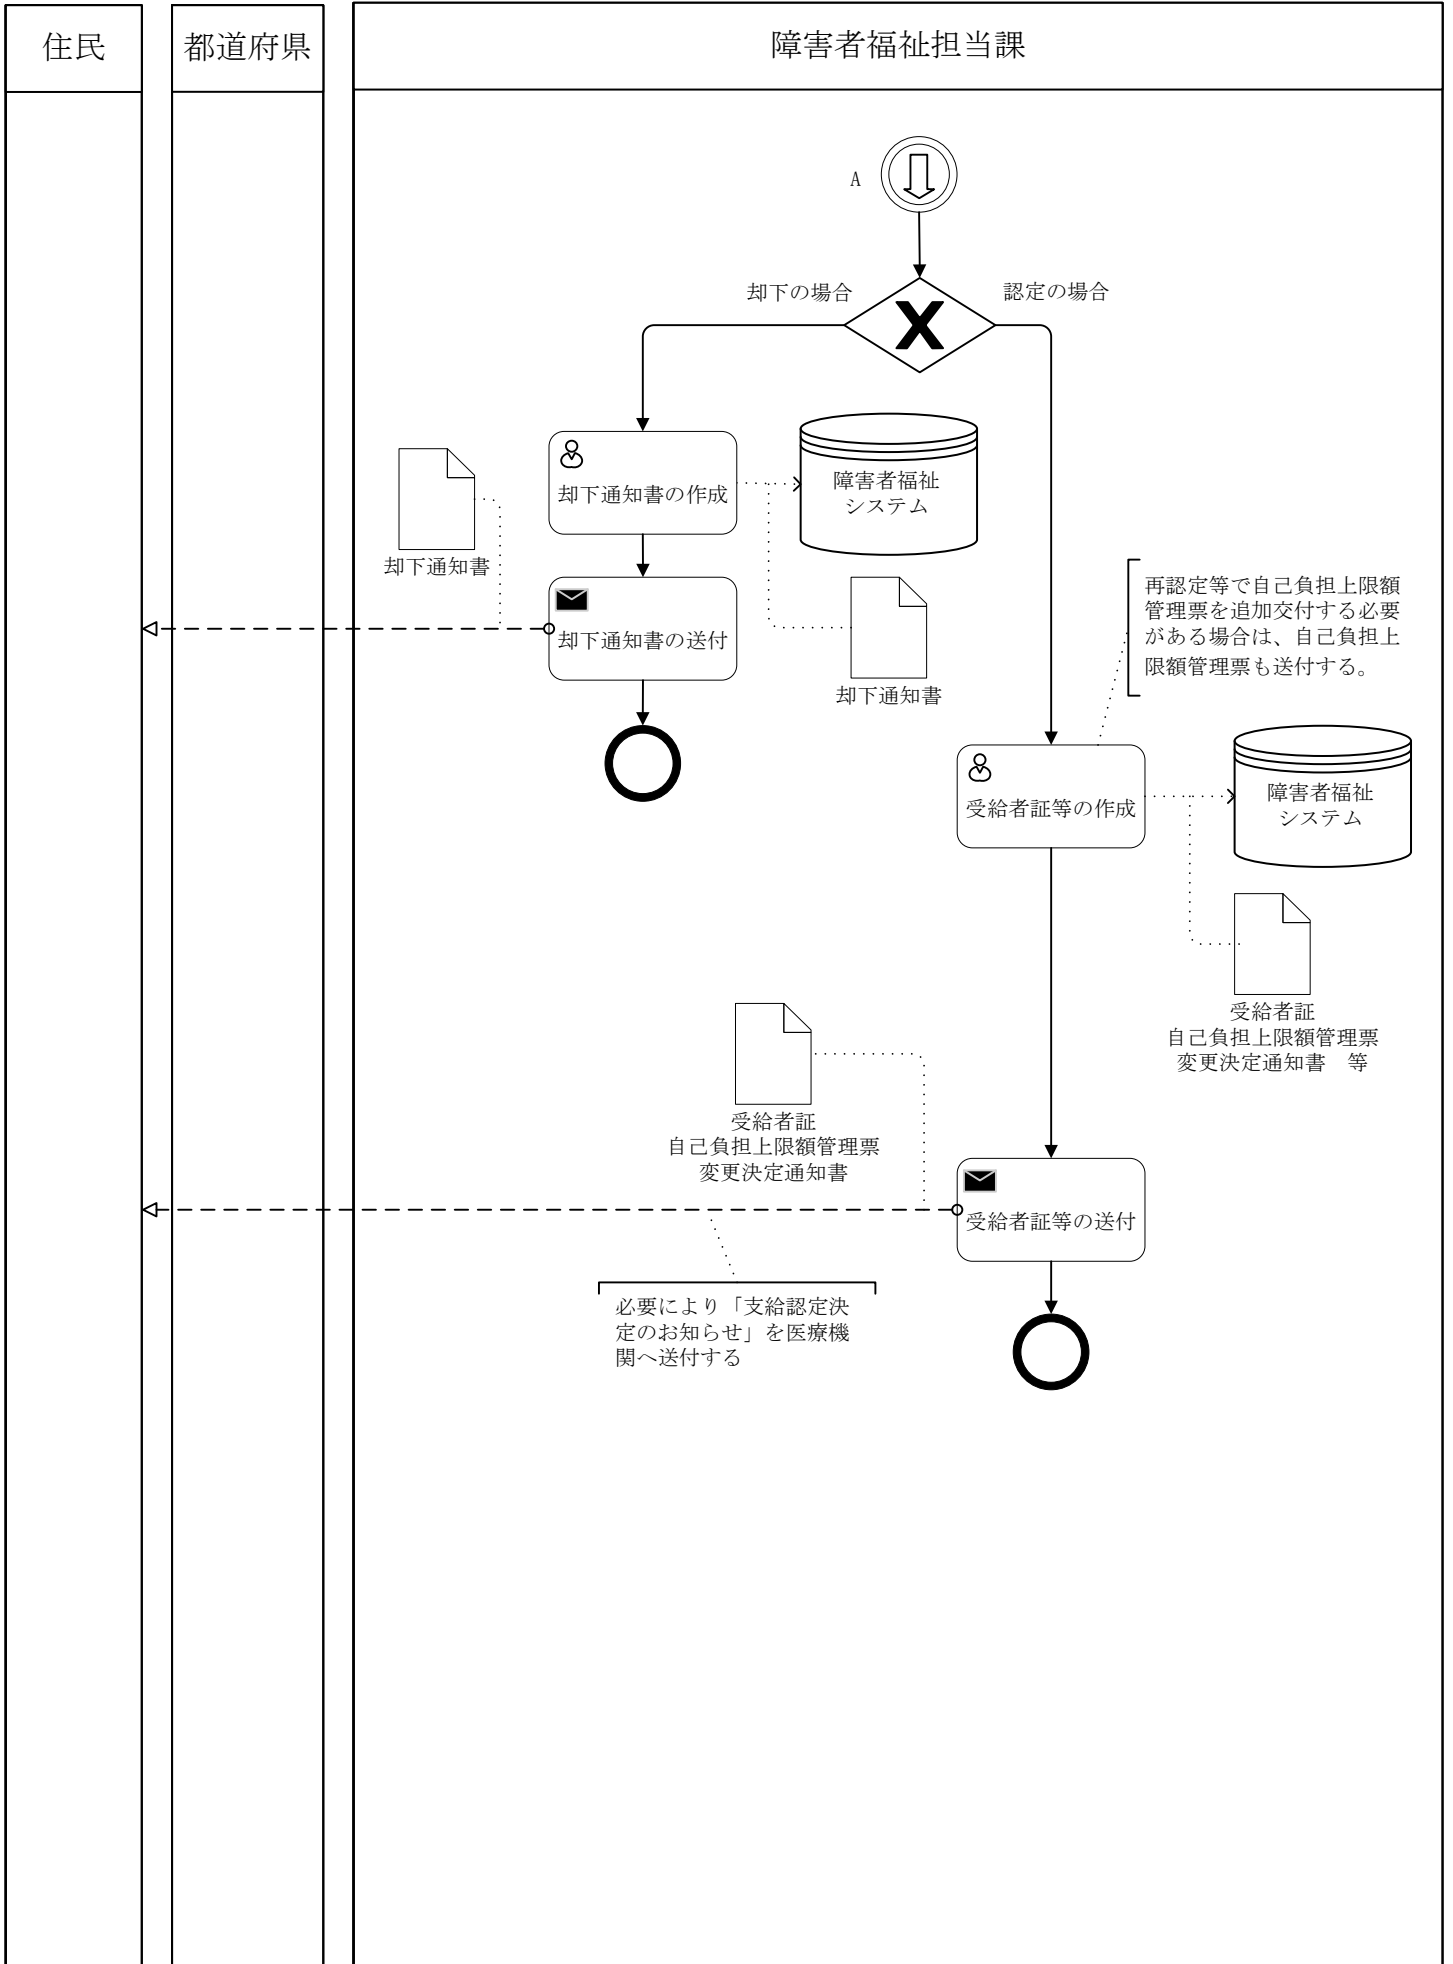 住民
都道府県
障害者福祉担当課
A
却下の場合
認定の場合
却下通知書の作成
障害者福祉
システム
却下通知書
却下通知書の送付
却下通知書
再認定等で自己負担上限額
管理票を追加交付する必要
がある場合は、自己負担上
限額管理票も送付する。
受給者証等の作成
障害者福祉
システム
受給者証
自己負担上限額管理票
変更決定通知書　等
受給者証
自己負担上限額管理票
変更決定通知書
受給者証等の送付
必要により「支給認定決
定のお知らせ」を医療機
関へ送付する